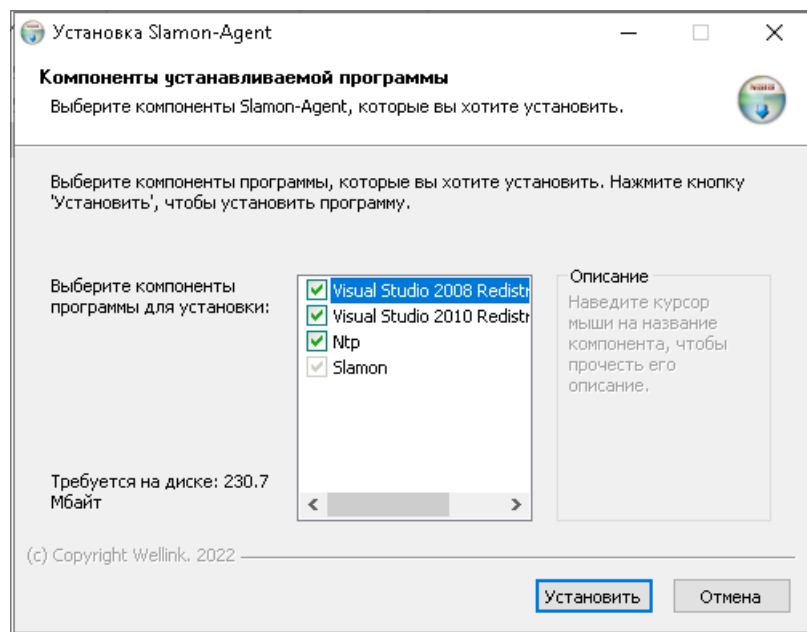 Установка Slamon-Agent
Компоненты устанавливаемой программы
Выберите компоненты Slamon-Agent, которые вы хотите установить.
Выберите компоненты программы, которые вы хотите установить. Нажмите кнопку
'Установить', чтобы установить программу.
Выберите компоненты
программы для установки:
Visual Studio 2008 Redistr
Visual Studio 2010 Redistr
Ntp
Slamon
Описание
Наведите курсор
мыши на название
компонента, чтобы
прочесть его
описание.
Требуется на диске: 230.7
Мбайт
(c) Copyright Wellink. 2022
Установить
Отмена